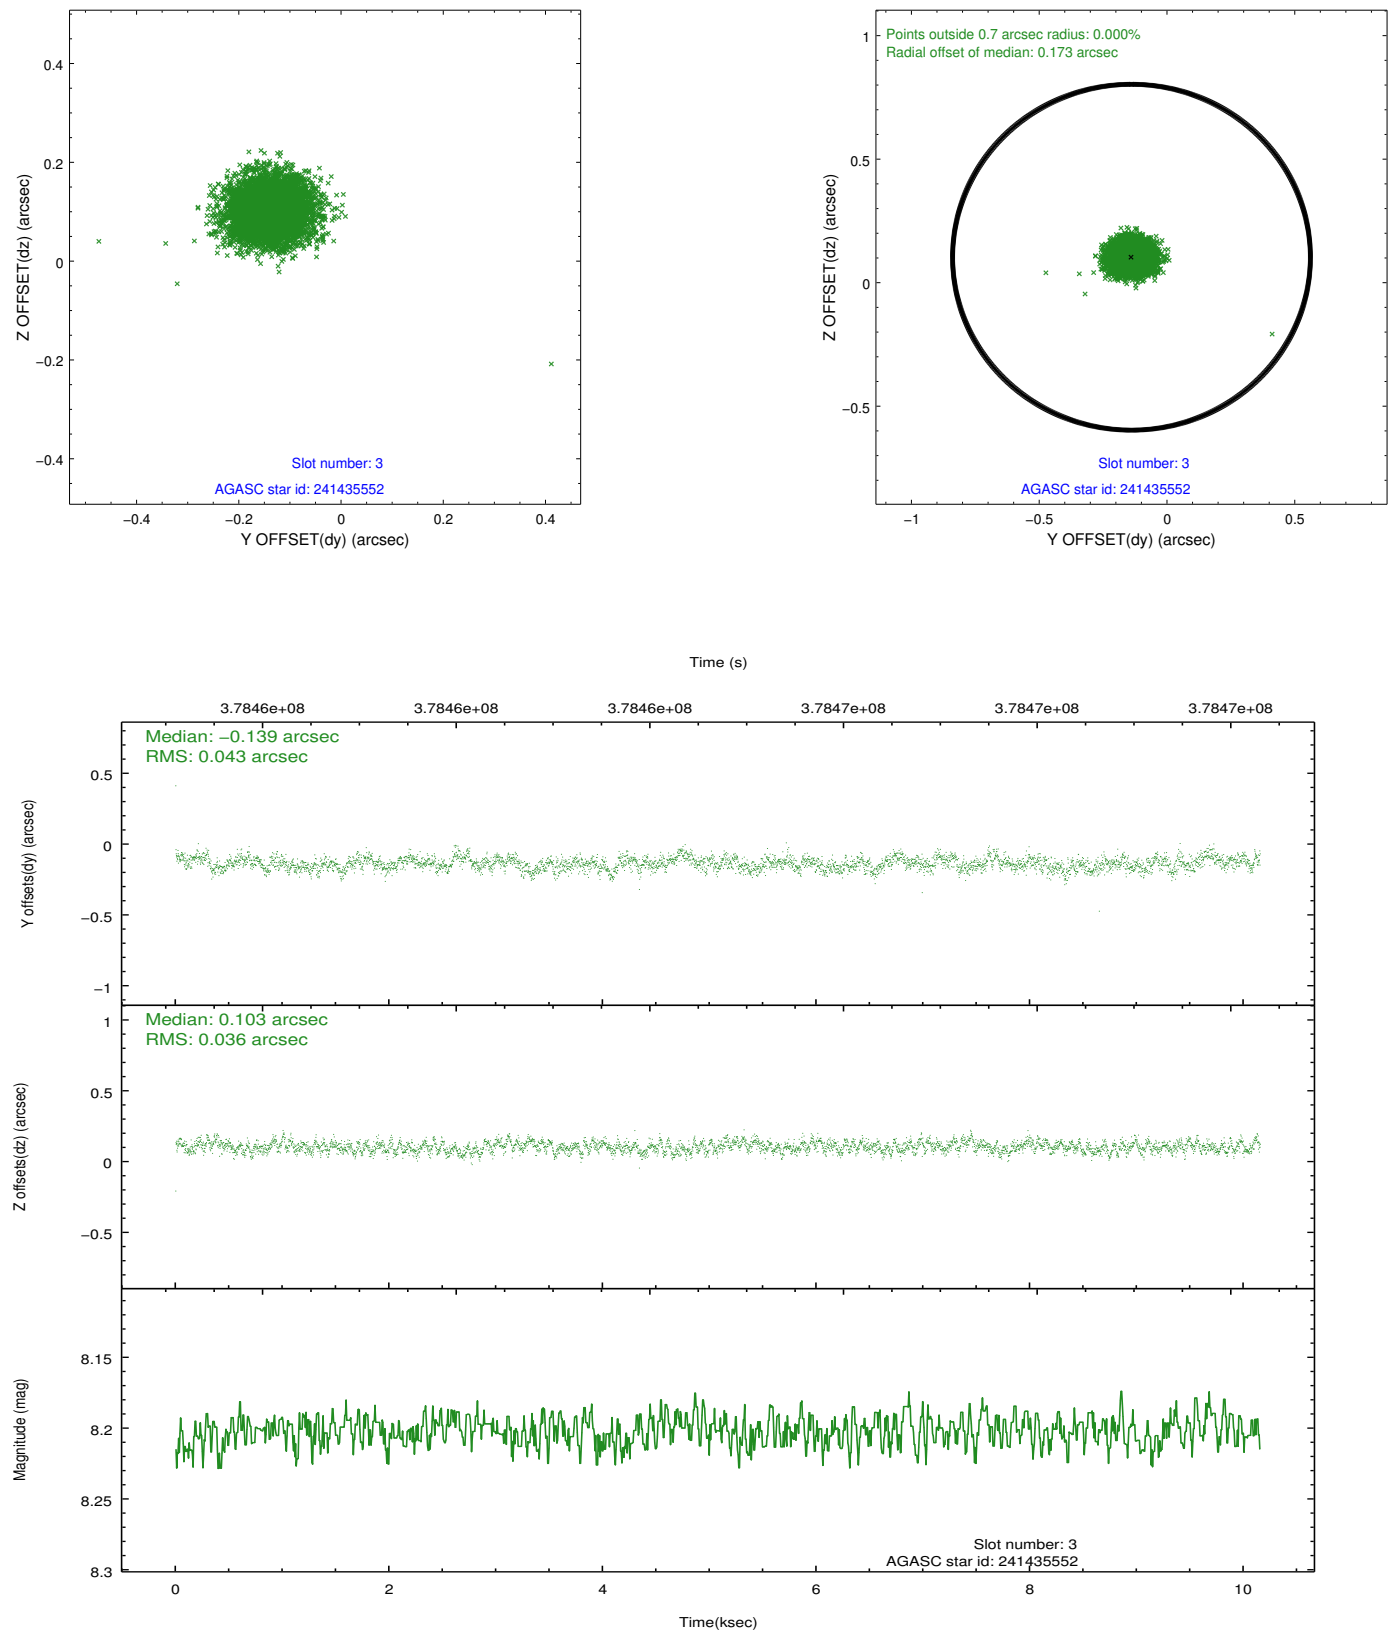 0.4
0.2
0
−0.2
−0.4
Z OFFSET(dz) (arcsec)
Slot number: 3
AGASC star id: 241435552
−0.4
−0.2
0
0.2
0.4
Y OFFSET(dy) (arcsec)
Points outside 0.7 arcsec radius: 0.000%
Radial offset of median: 0.173 arcsec
1
0.5
0
−0.5
Z OFFSET(dz) (arcsec)
Slot number: 3
AGASC star id: 241435552
−1
−0.5
0
0.5
Y OFFSET(dy) (arcsec)
Time (s)
3.7846e+08
3.7846e+08
3.7846e+08
3.7847e+08
3.7847e+08
3.7847e+08
Median: −0.139 arcsec
RMS: 0.043 arcsec
0.5
0
−0.5
−1
Y offsets(dy) (arcsec)
Median: 0.103 arcsec
RMS: 0.036 arcsec
1
0.5
0
−0.5
Z offsets(dz) (arcsec)
8.15
8.2
8.25
8.3
Magnitude (mag)
Slot number: 3
AGASC star id: 241435552
0
2
4
6
8
10
Time(ksec)